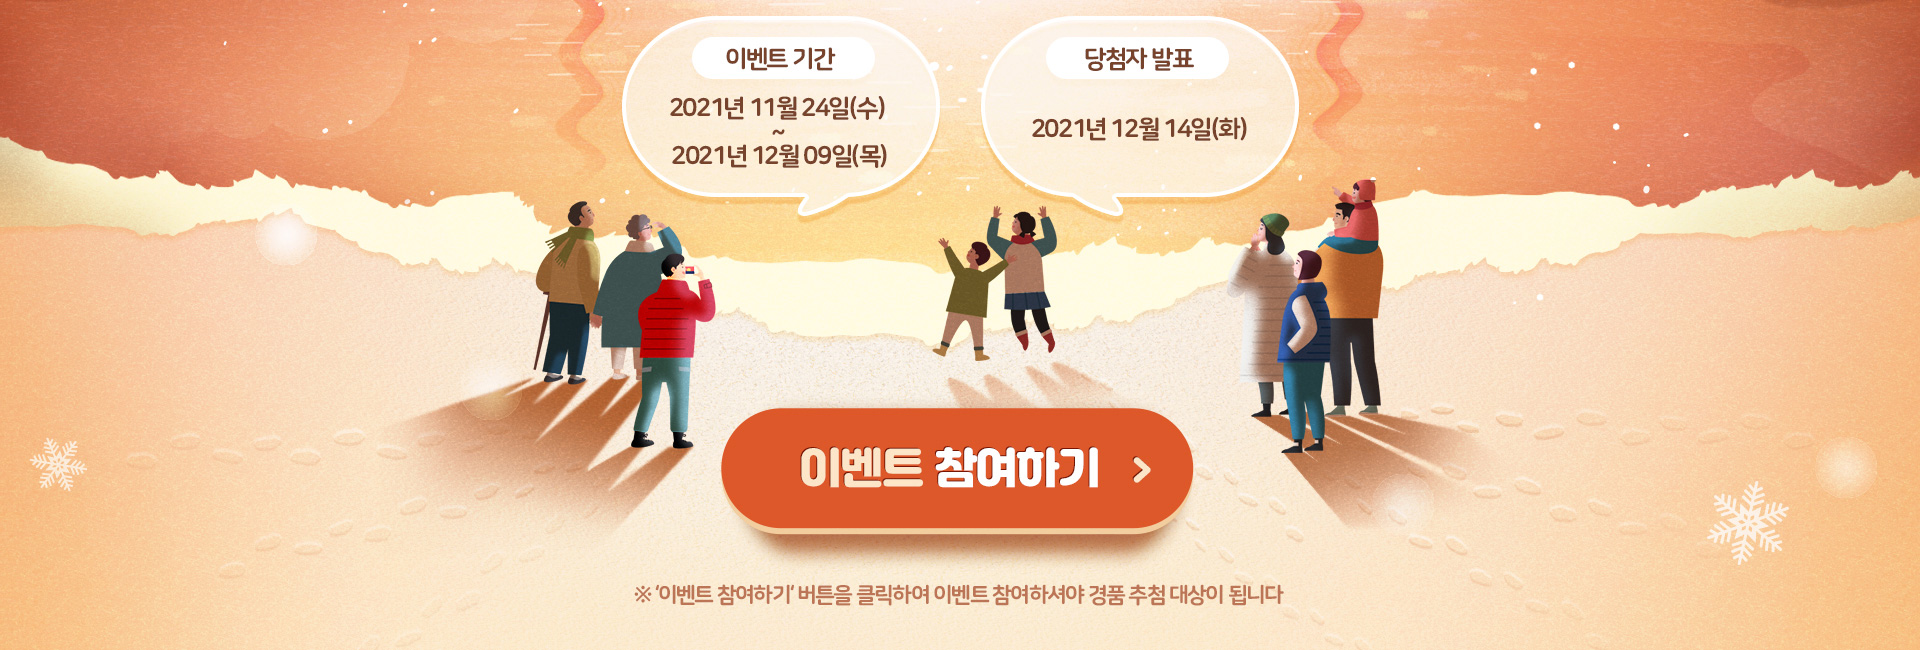 이벤트 기간
2021년 11월 24일(수)
~
2021년 12월 09일(목)
당첨자 발표
2021년 12월 14일(화)
이벤트 참여하기 >
※ '이벤트 참여하기' 버튼을 클릭하여 이벤트 참여하셔야 경품 추첨 대상이 됩니다